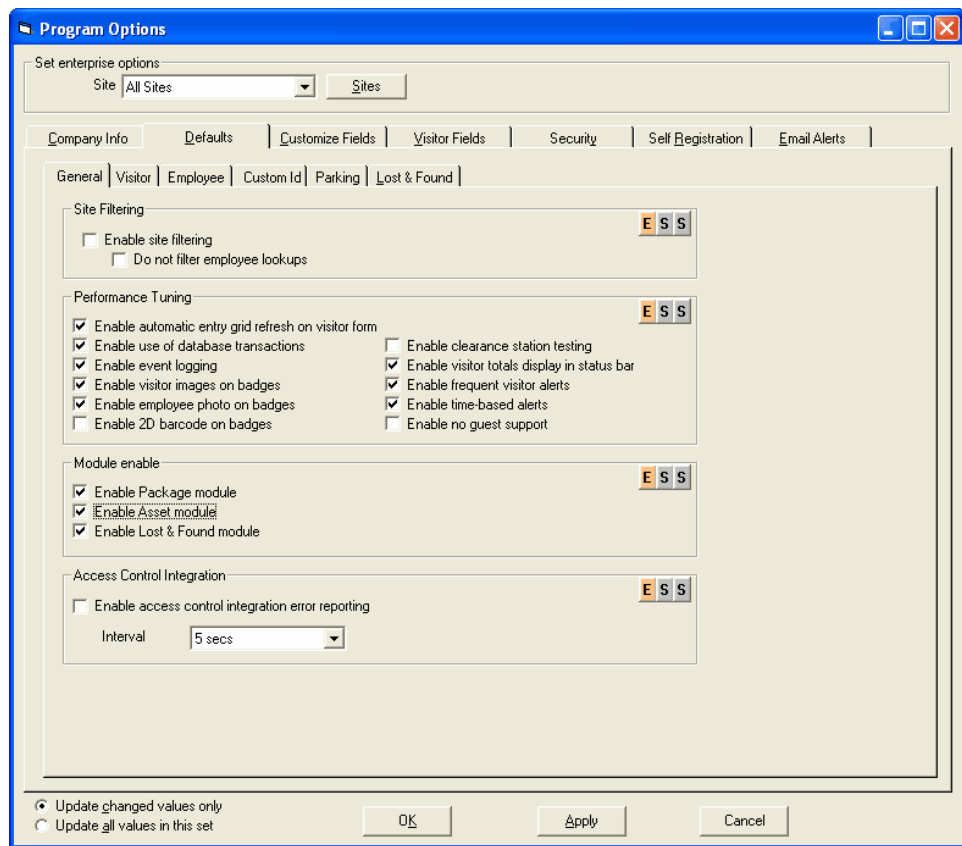 Program Options
Set enterprise options
Site All Sites Sites
Company Info Defaults Customize Fields Visitor Fields Security Self Registration Email Alerts
General Visitor Employee Custom Id Parking Lost & Found
Site Filtering
E S S
Enable site filtering
Do not filter employee lookups
Performance Tuning
E S S
Enable automatic entry grid refresh on visitor form
Enable use of database transactions Enable clearance station testing
Enable event logging Enable visitor totals display in status bar
Enable visitor images on badges Enable frequent visitor alerts
Enable employee photo on badges Enable time-based alerts
Enable 2D barcode on badges Enable no guest support
Module enable
E S S
Enable Package module
Enable Asset module
Enable Lost & Found module
Access Control Integration
E S S
Enable access control integration error reporting
Interval 5 secs
Update changed values only
Update all values in this set
OK Apply Cancel